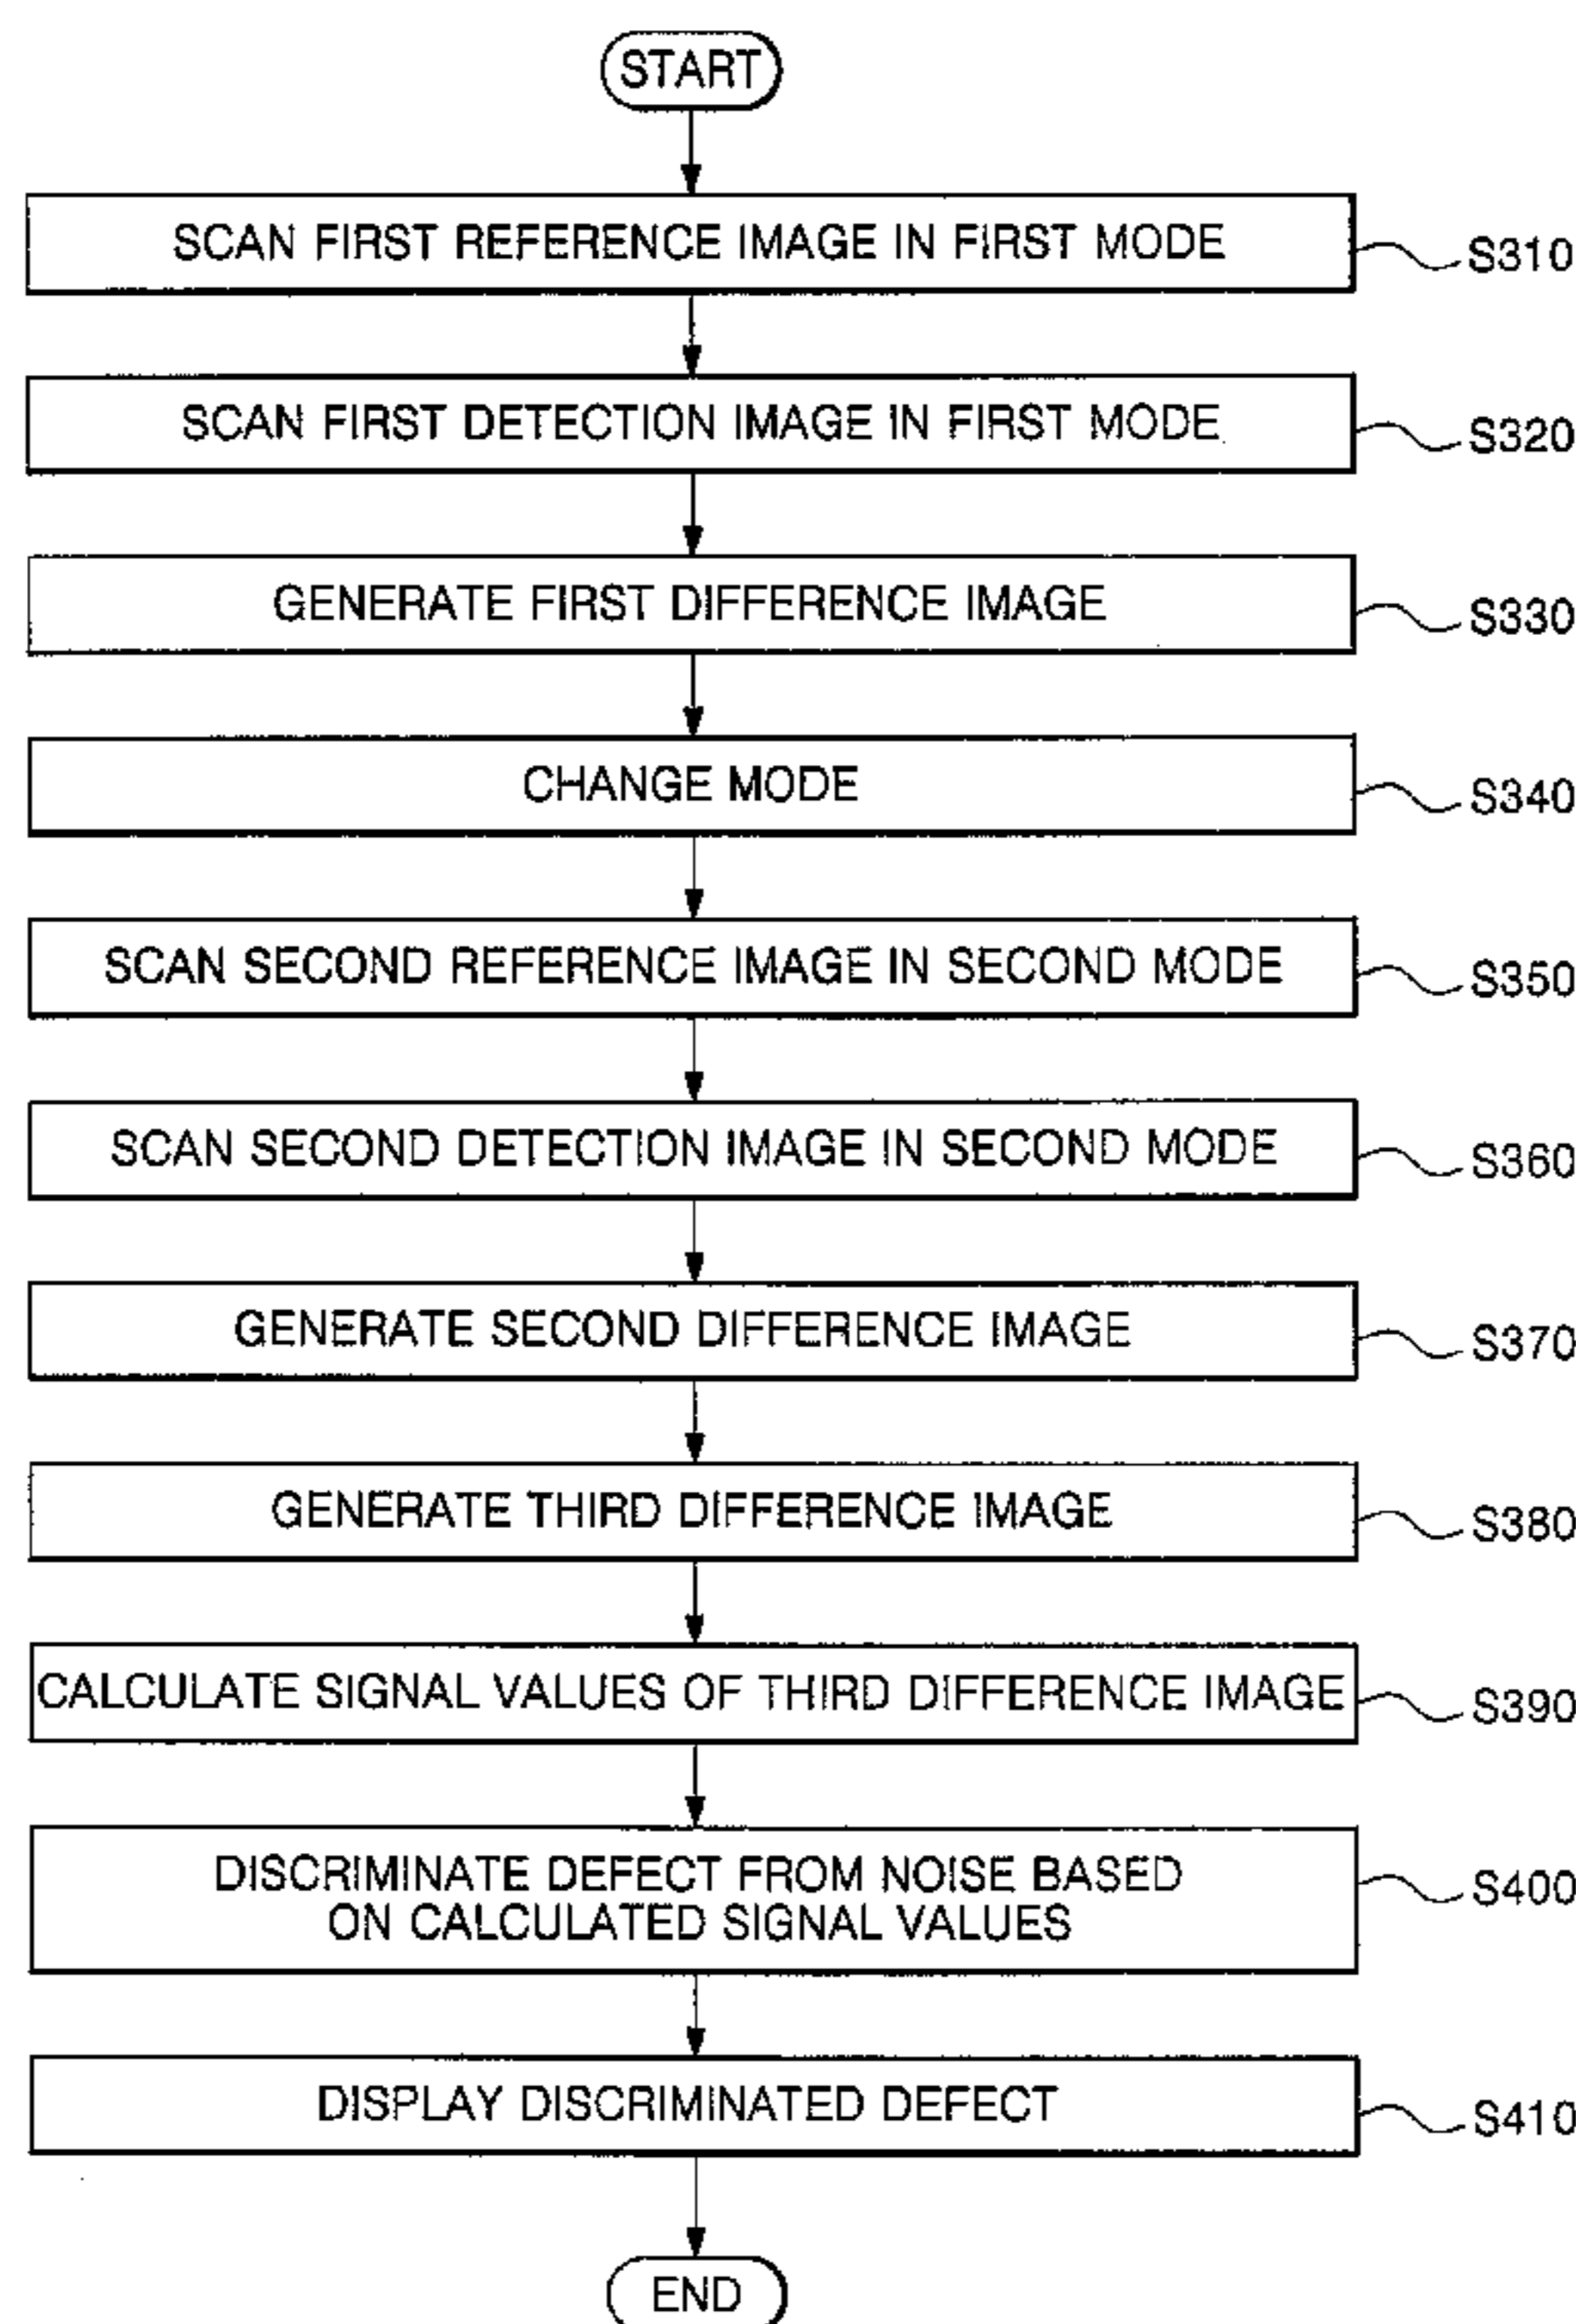 START
SCAN FIRST REFERENCE IMAGE IN FIRST MODE
S310
SCAN FIRST DETECTION IMAGE IN FIRST MODE
S320
GENERATE FIRST DIFFERENCE IMAGE
S330
CHANGE MODE
S340
SCAN SECOND REFERENCE IMAGE IN SECOND MODE
S350
SCAN SECOND DETECTION IMAGE IN SECOND MODE
S360
GENERATE SECOND DIFFERENCE IMAGE
S370
GENERATE THIRD DIFFERENCE IMAGE
S380
CALCULATE SIGNAL VALUES OF THIRD DIFFERENCE IMAGE
S390
DISCRIMINATE DEFECT FROM NOISE BASED
ON CALCULATED SIGNAL VALUES
S400
DISPLAY DISCRIMINATED DEFECT
S410
END